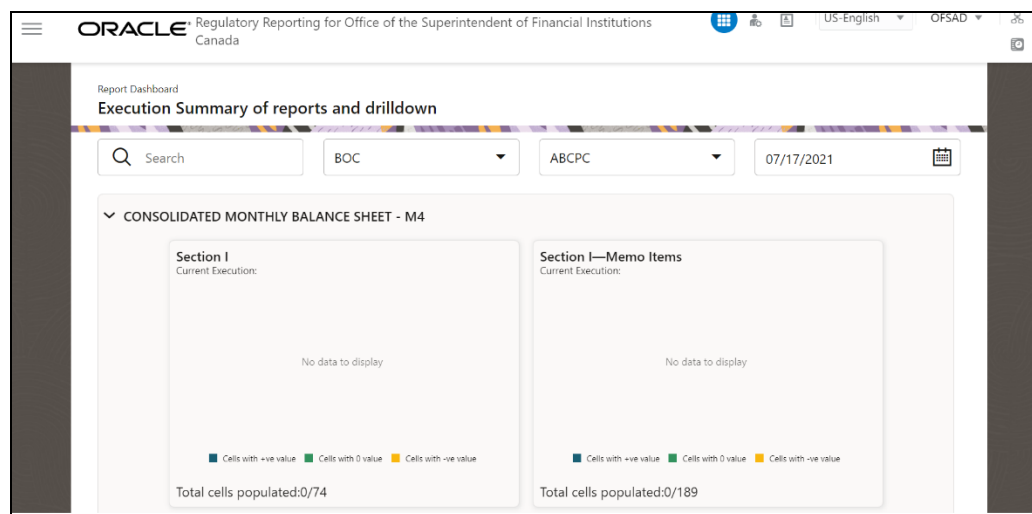 ORACLE® Regulatory Reporting for Office of the Superintendent of Financial Institutions
Canada
US-English
OFSAD
Report Dashboard
Execution Summary of reports and drilldown
Search
BOC
ABCPC
07/17/2021
CONSOLIDATED MONTHLY BALANCE SHEET - M4
Section I
Current Execution:
No data to display
Cells with +ve value Cells with 0 value Cells with -ve value
Total cells populated:0/74
Section I—Memo Items
Current Execution:
No data to display
Cells with +ve value Cells with 0 value Cells with -ve value
Total cells populated:0/189